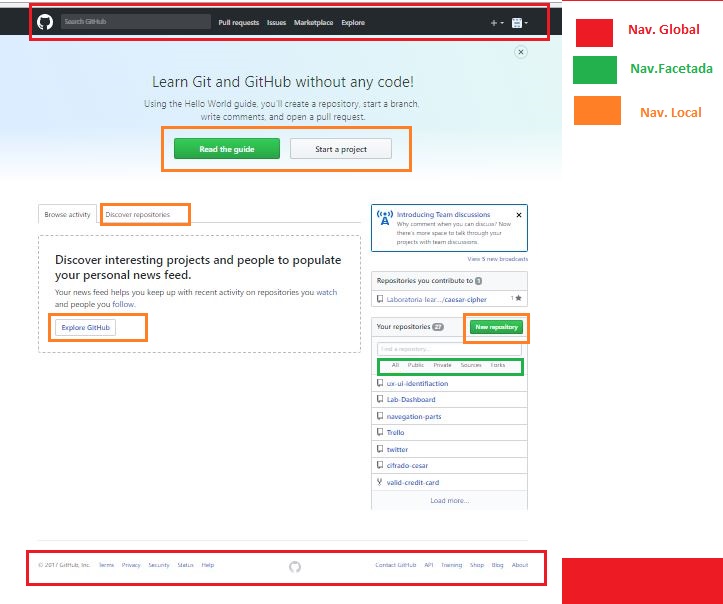 Search GitHub Pull requests Issues Marketplace Explore
Nav. Global
Nav.Facetada
Nav. Local
Learn Git and GitHub without any code!
Using the Hello World guide, you'll create a repository, start a branch,
write comments, and open a pull request.
Read the guide Start a project
Browse activity Discover repositories
Discover interesting projects and people to populate
your personal news feed.
Your news feed helps you keep up with recent activity on repositories you watch
and people you follow.
Explore GitHub
Introducing Team discussions
Why comment when you can discuss? Now
there's more space to talk through your
projects with team discussions.
View 5 new broadcasts
Repositories you contribute to 1
Laboratoria-lear.../caesar-cipher 1
Your repositories 27 New repository
Find a repository...
All Public Private Sources Forks
ux-ui-identifiaction
Lab-Dashboard
navegation-parts
Trello
twitter
cifrado-cesar
valid-credit-card
Load more...
© 2017 GitHub, Inc. Terms Privacy Security Status Help Contact GitHub API Training Shop Blog About